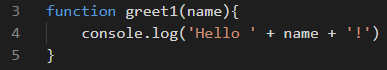 3 function greet1(name){
4     console.log('Hello ' + name + '!')
5 }